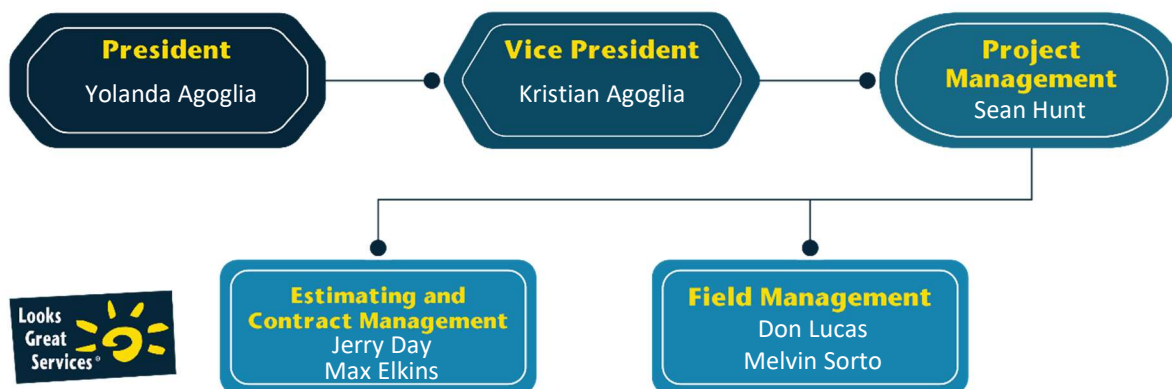 President
Yolanda Agoglia
Vice President
Kristian Agoglia
Project
Management
Sean Hunt
Estimating and
Contract Management
Jerry Day
Max Elkins
Field Management
Don Lucas
Melvin Sorto
Looks
Great
Services®